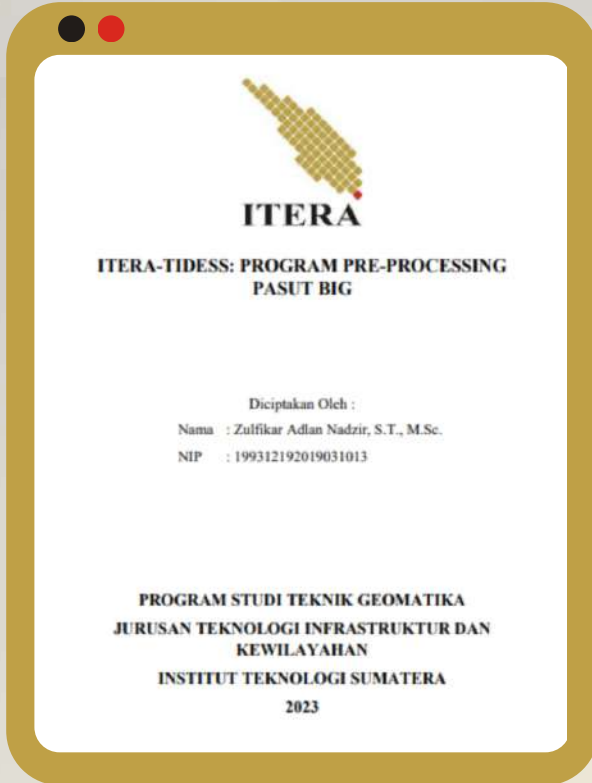 ITERA
ITERA-TIDESS: PROGRAM PRE-PROCESSING
PASUT BIG
Diciptakan Oleh :
Nama : Zulfikar Adlan Nadzir, S.T., M.Sc.
NIP : 199312192019031013
PROGRAM STUDI TEKNIK GEOMATIKA
JURUSAN TEKNOLOGI INFRASTRUKTUR DAN
KEWILAYAHAN
INSTITUT TEKNOLOGI SUMATERA
2023